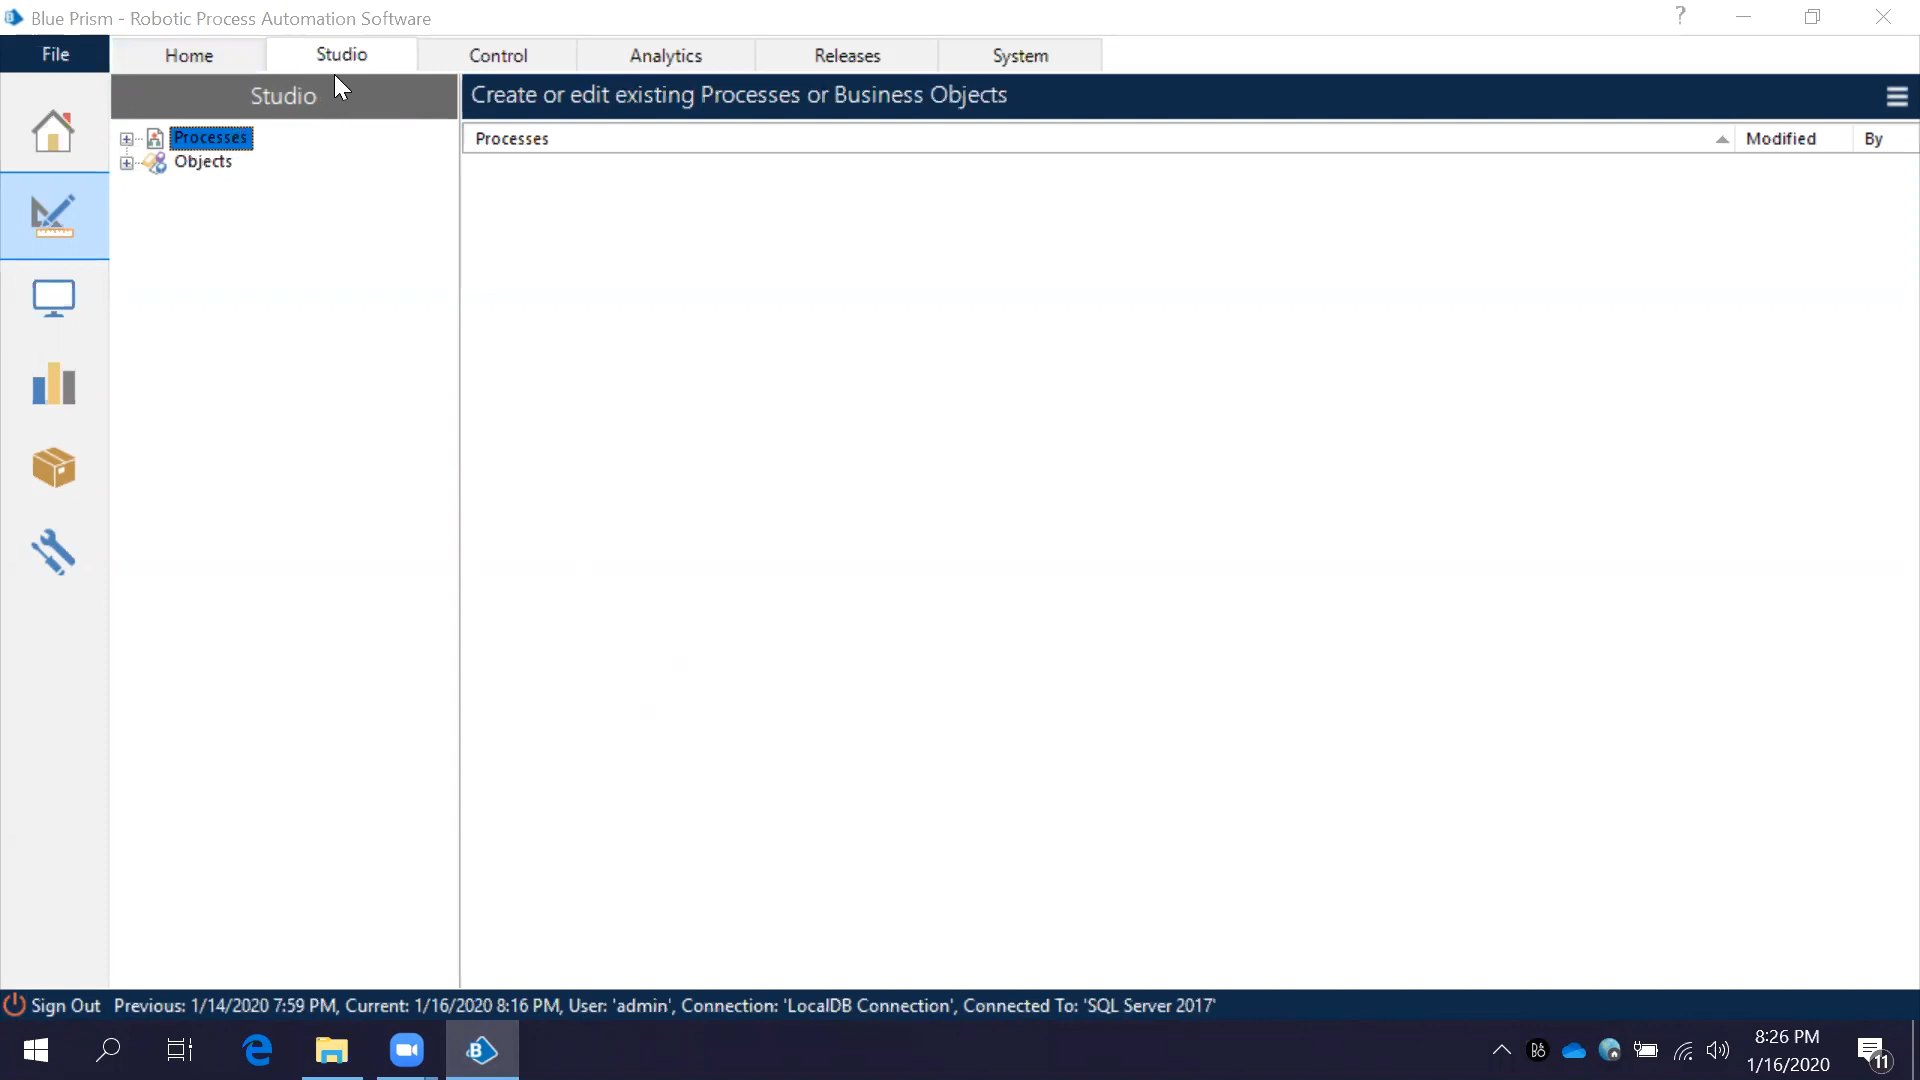 Blue Prism - Robotic Process Automation Software
?
File
Home
Studio
Control
Analytics
Releases
System
Studio
Create or edit existing Processes or Business Objects
Processes
Objects
Processes
Modified
By
Sign Out Previous: 1/14/2020 7:59 PM, Current: 1/16/2020 8:16 PM, User: 'admin', Connection: 'LocalDB Connection', Connected To: 'SQL Server 2017'
8:26 PM
1/16/2020
11